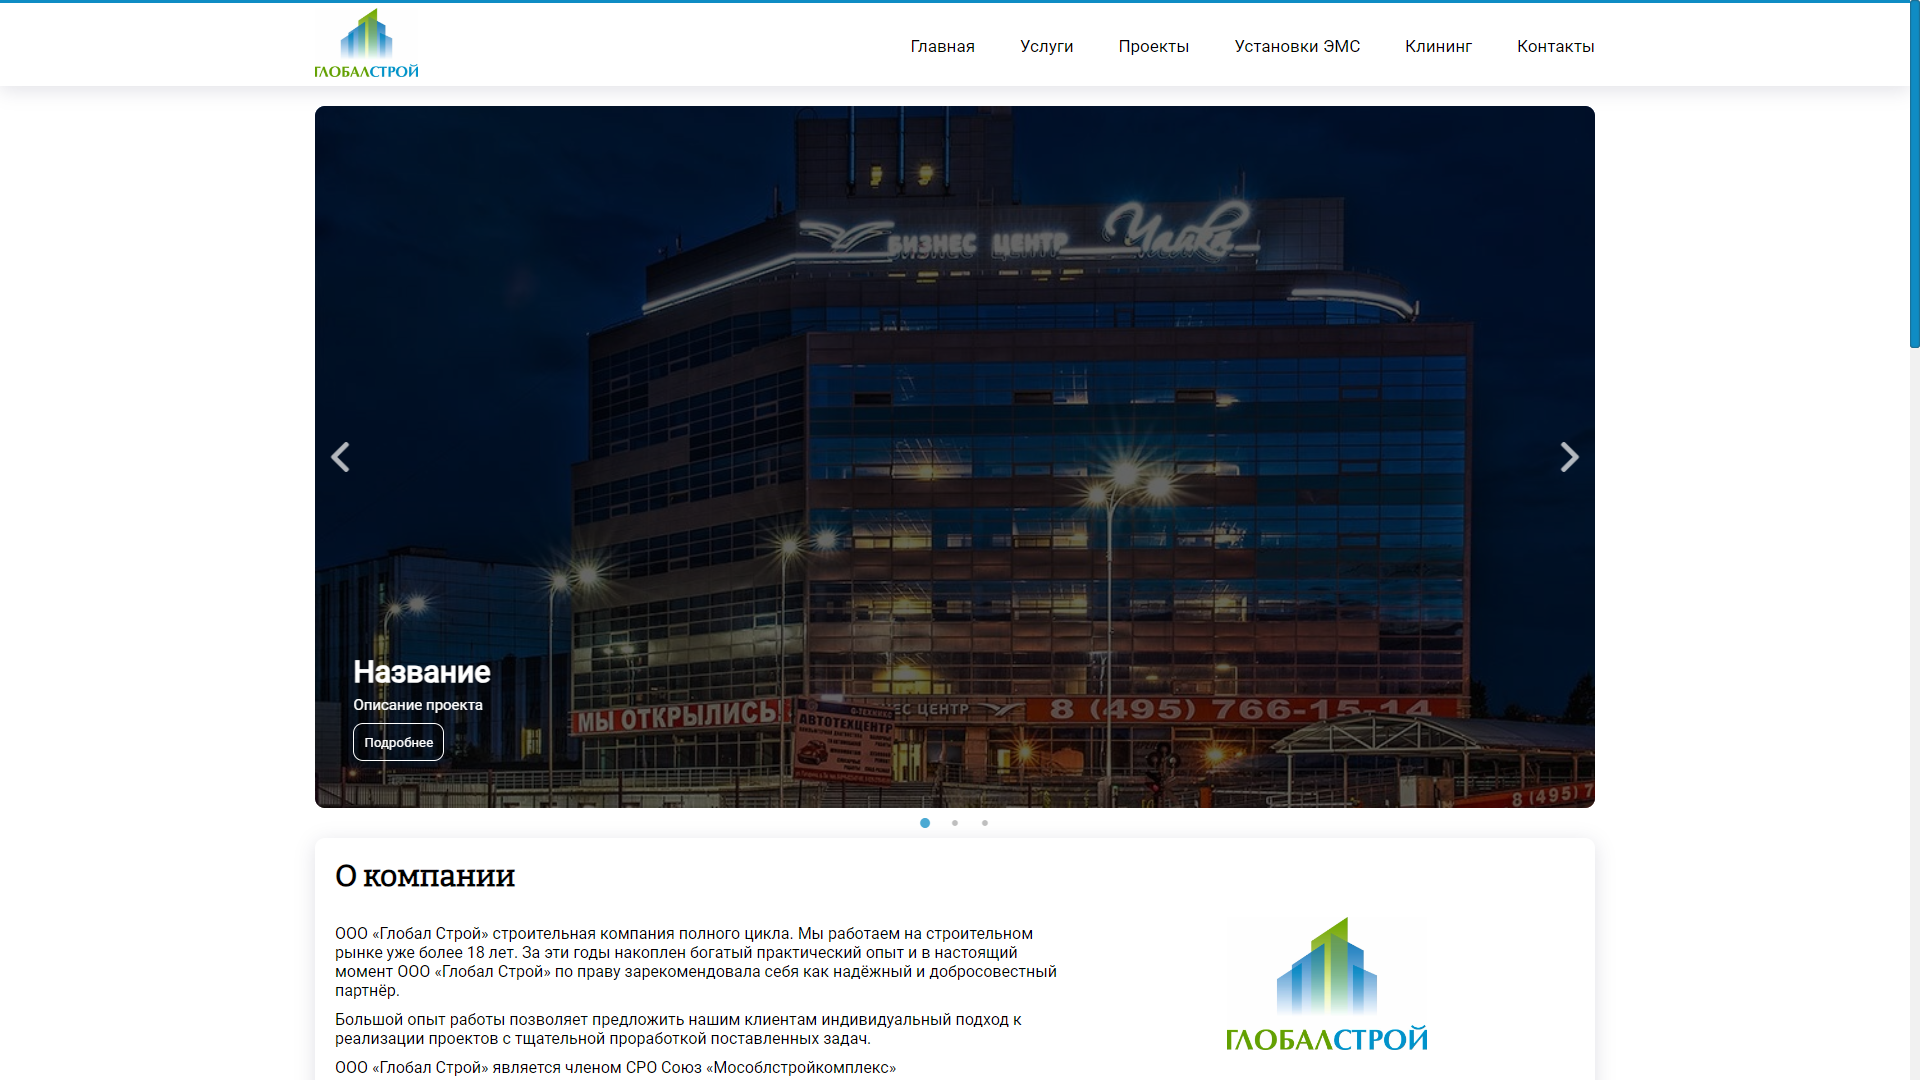 ГЛОБАЛСТРОЙ
Главная
Услуги
Проекты
Установки ЭМС
Клининг
Контакты
БИЗНЕС ЦЕНТР Чайка
Название
Описание проекта
Подробнее
МЫ ОТКРЫЛИСЬ
АВТОТЕХЦЕНТР
ЦЕНТР
8 (495) 766-15-14
8 (495) 7
О компании
ООО «Глобал Строй» строительная компания полного цикла. Мы работаем на строительном
рынке уже более 18 лет. За эти годы накоплен богатый практический опыт и в настоящий
момент ООО «Глобал Строй» по праву зарекомендовала себя как надёжный и добросовестный
партнёр.
Большой опыт работы позволяет предложить нашим клиентам индивидуальный подход к
реализации проектов с тщательной проработкой поставленных задач.
ООО «Глобал Строй» является членом СРО Союз «Мособлстройкомплекс»
ГЛОБАЛСТРОЙ